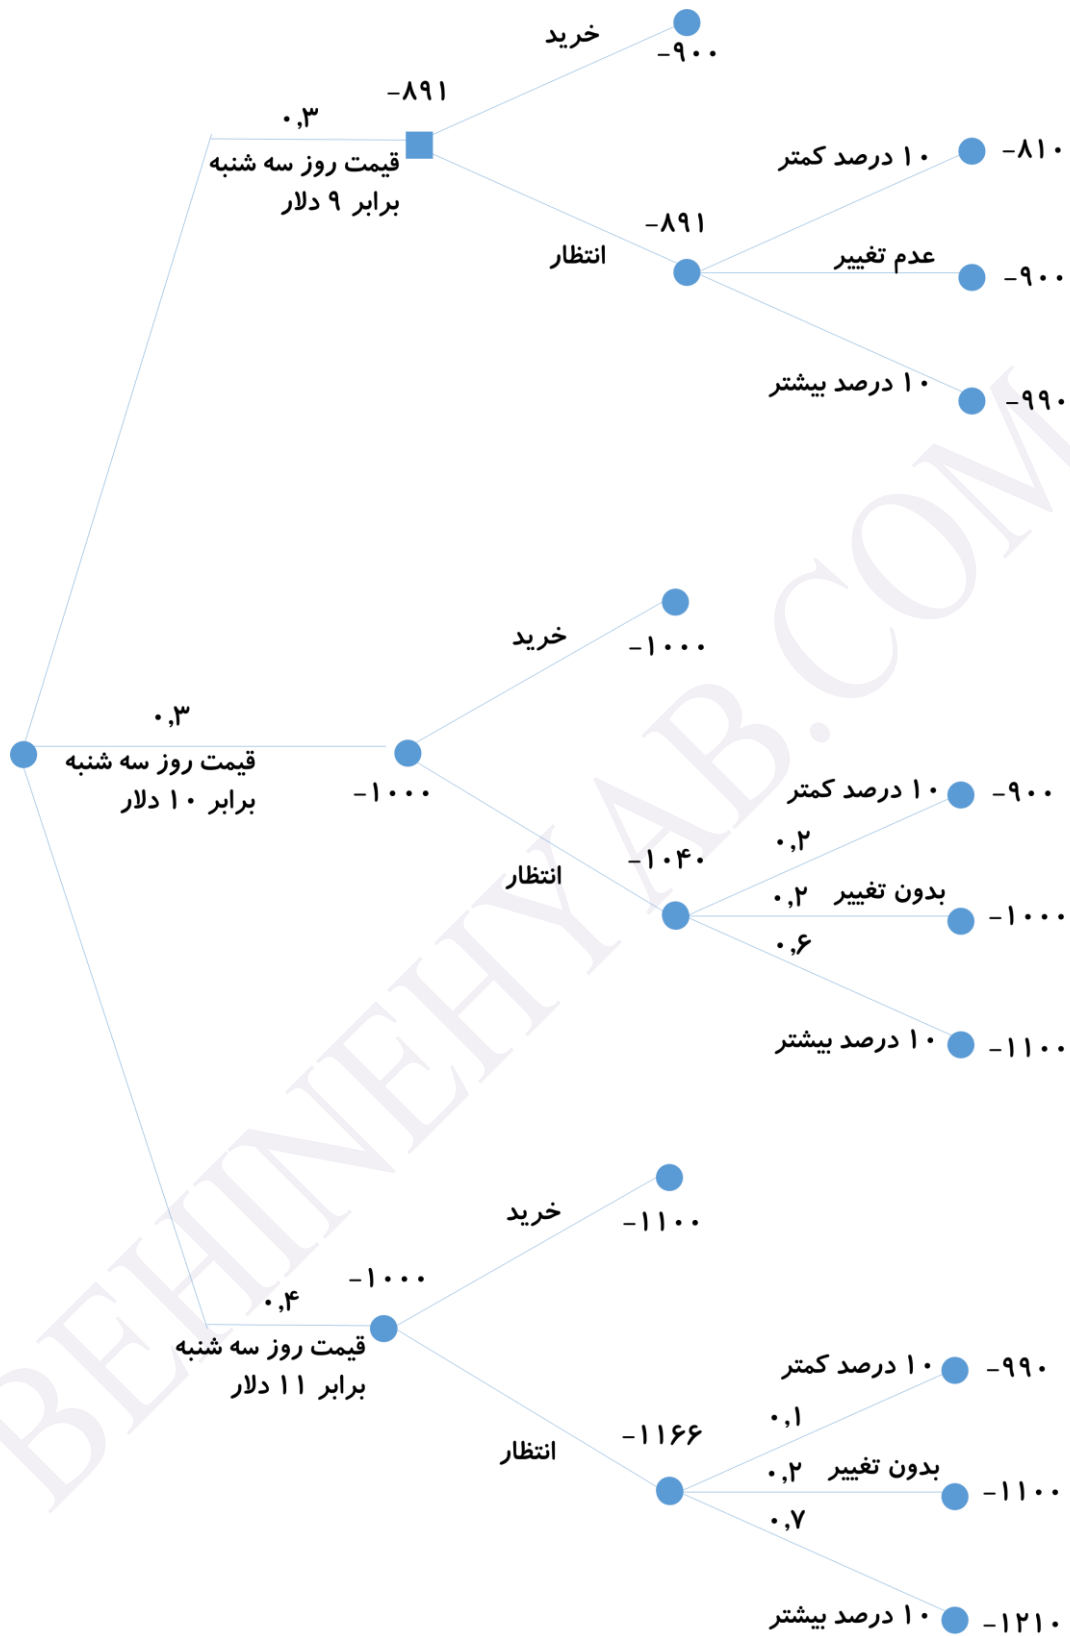 خرید
-۹۰۰
-۸۹۱
۰,۳
قیمت روز سه شنبه
برابر ۹ دلار
۱۰ درصد کمتر
-۸۱۰
-۸۹۱
انتظار
عدم تغییر
-۹۰۰
۱۰ درصد بیشتر
-۹۹۰
خرید
-۱۰۰۰
۰,۳
قیمت روز سه شنبه
برابر ۱۰ دلار
-۱۰۰۰
۱۰ درصد کمتر
-۹۰۰
۰,۲
-۱۰۴۰
انتظار
۰,۲
بدون تغییر
-۱۰۰۰
۰,۶
۱۰ درصد بیشتر
-۱۱۰۰
خرید
-۱۱۰۰
-۱۰۰۰
۰,۴
قیمت روز سه شنبه
برابر ۱۱ دلار
۱۰ درصد کمتر
-۹۹۰
۰,۱
-۱۱۶۶
انتظار
۰,۲
بدون تغییر
-۱۱۰۰
۰,۷
۱۰ درصد بیشتر
-۱۲۱۰
BEHINEHYAB.COM